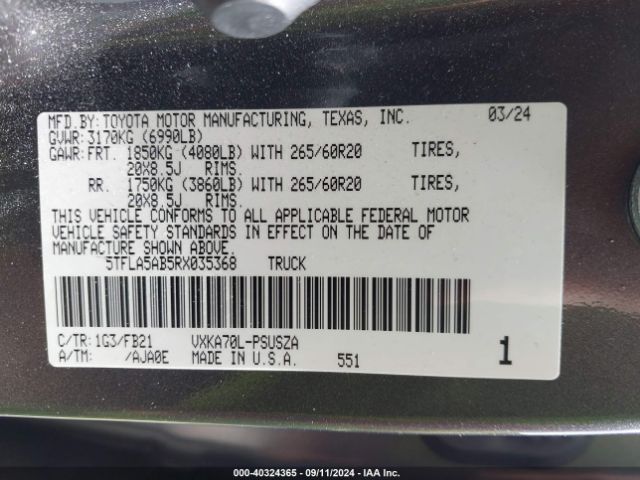 MFD.BY:TOYOTA MOTOR MANUFACTURING, TEXAS, INC. 03/24
GVWR:3170KG (6990LB)
GAWR:FRT. 1850KG (4080LB) WITH 265/60R20 TIRES,
20X8.5J RIMS.
RR. 1750KG (3860LB) WITH 265/60R20 TIRES,
20X8.5J RIMS.
THIS VEHICLE CONFORMS TO ALL APPLICABLE FEDERAL MOTOR
VEHICLE SAFETY STANDARDS IN EFFECT ON THE DATE OF
MANUFACTURE SHOWN ABOVE.
5TFLA5AB5RX035368 TRUCK
C/TR:1G3/FB21 VXKA70L-PSUSZA
A/TM: /AJA0E MADE IN U.S.A. 551 1
000-40324365 - 09/11/2024 - IAA Inc.